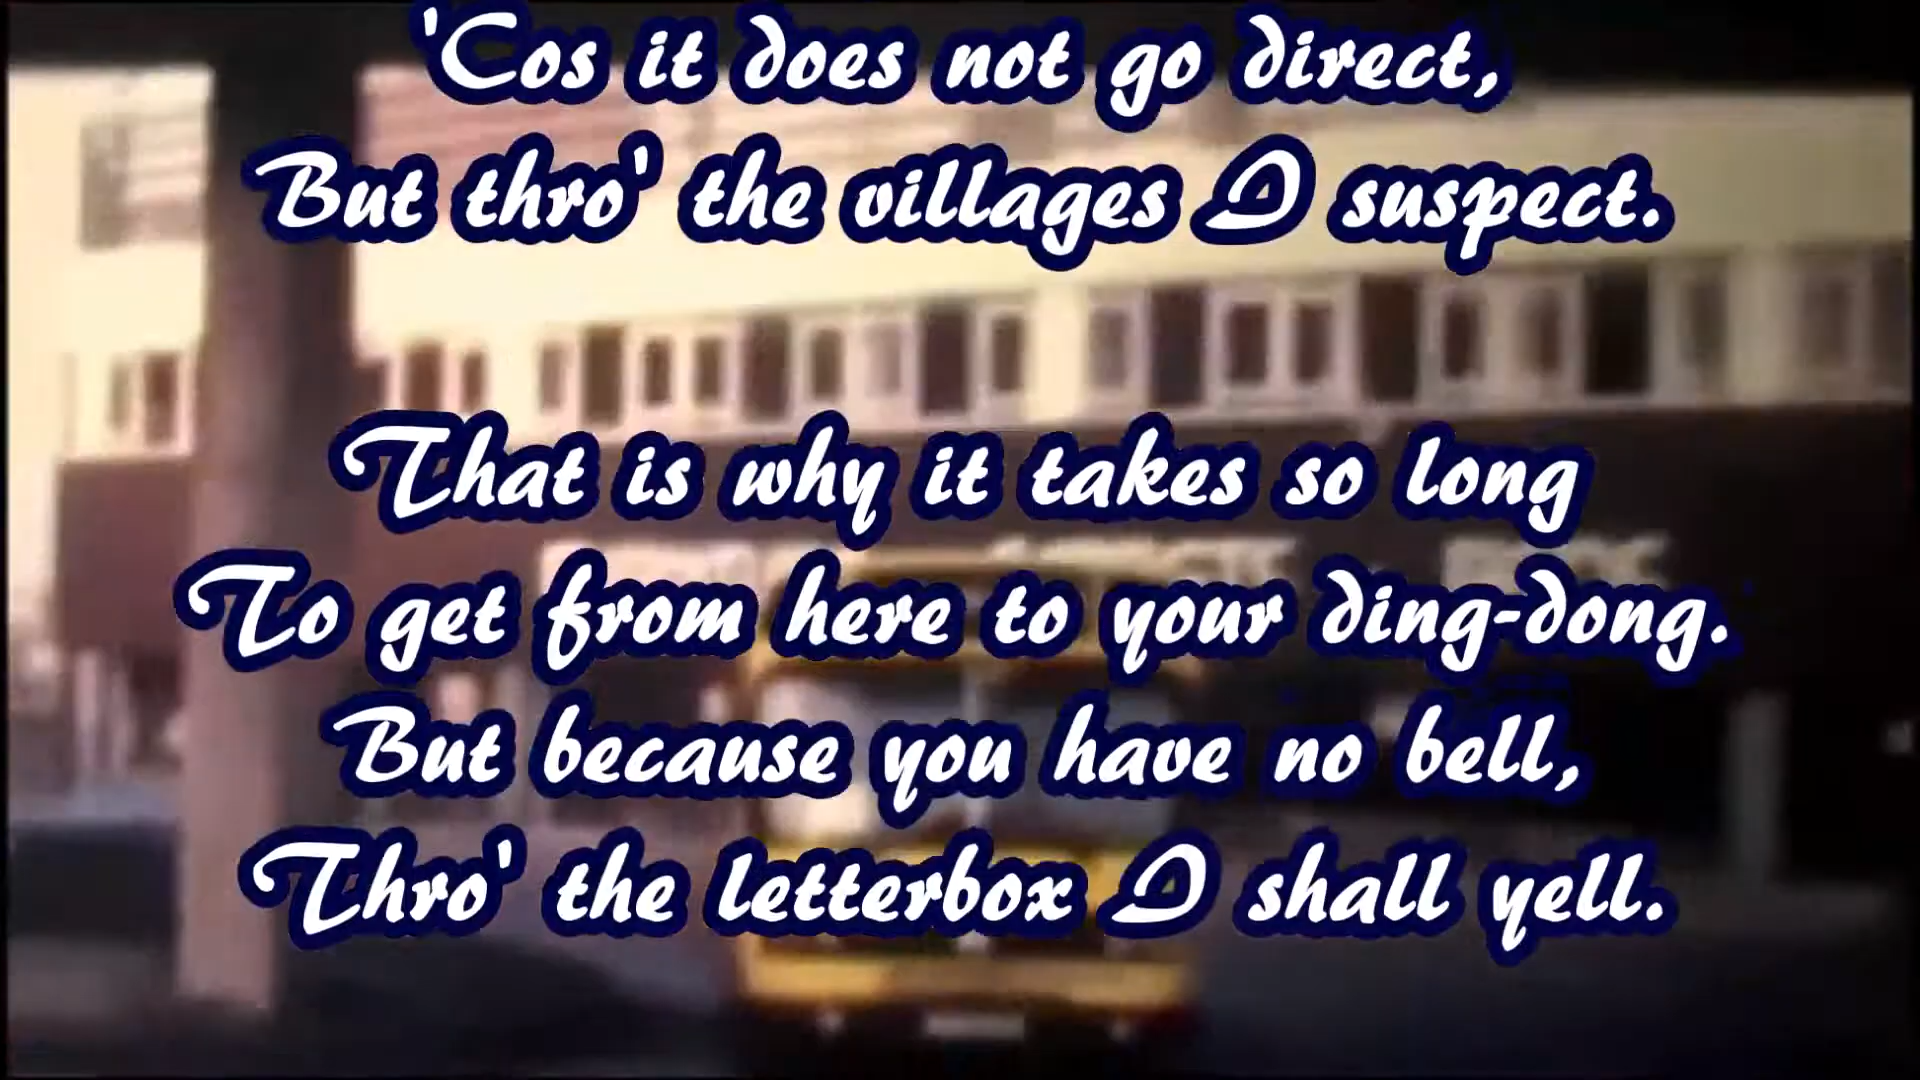 'Cos it does not go direct,
But thro' the villages I suspect.
That is why it takes so long
To get from here to your ding-dong.
But because you have no bell,
Thro' the letterbox I shall yell.